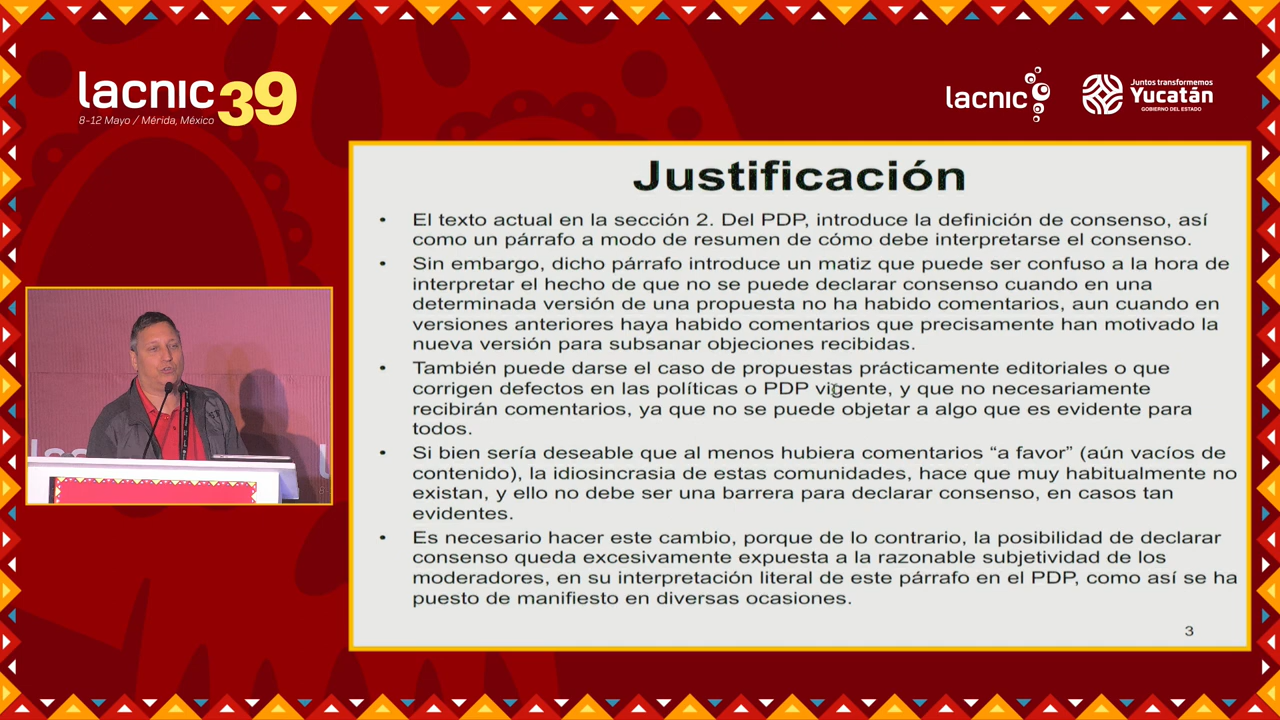 lacnic 39
8-12 Mayo / Mérida, México
lacnic
Juntos transformemos
Yucatán
GOBIERNO DEL ESTADO
Justificación
• El texto actual en la sección 2. Del PDP, introduce la definición de consenso, así
como un párrafo a modo de resumen de cómo debe interpretarse el consenso.
• Sin embargo, dicho párrafo introduce un matiz que puede ser confuso a la hora de
interpretar el hecho de que no se puede declarar consenso cuando en una
determinada versión de una propuesta no ha habido comentarios, aun cuando en
versiones anteriores haya habido comentarios que precisamente han motivado la
nueva versión para subsanar objeciones recibidas.
• También puede darse el caso de propuestas prácticamente editoriales o que
corrigen defectos en las políticas o PDP vigente, y que no necesariamente
recibirán comentarios, ya que no se puede objetar a algo que es evidente para
todos.
• Si bien sería deseable que al menos hubiera comentarios “a favor” (aún vacíos de
contenido), la idiosincrasia de estas comunidades, hace que muy habitualmente no
existan, y ello no debe ser una barrera para declarar consenso, en casos tan
evidentes.
• Es necesario hacer este cambio, porque de lo contrario, la posibilidad de declarar
consenso queda excesivamente expuesta a la razonable subjetividad de los
moderadores, en su interpretación literal de este párrafo en el PDP, como así se ha
puesto de manifiesto en diversas ocasiones.
3